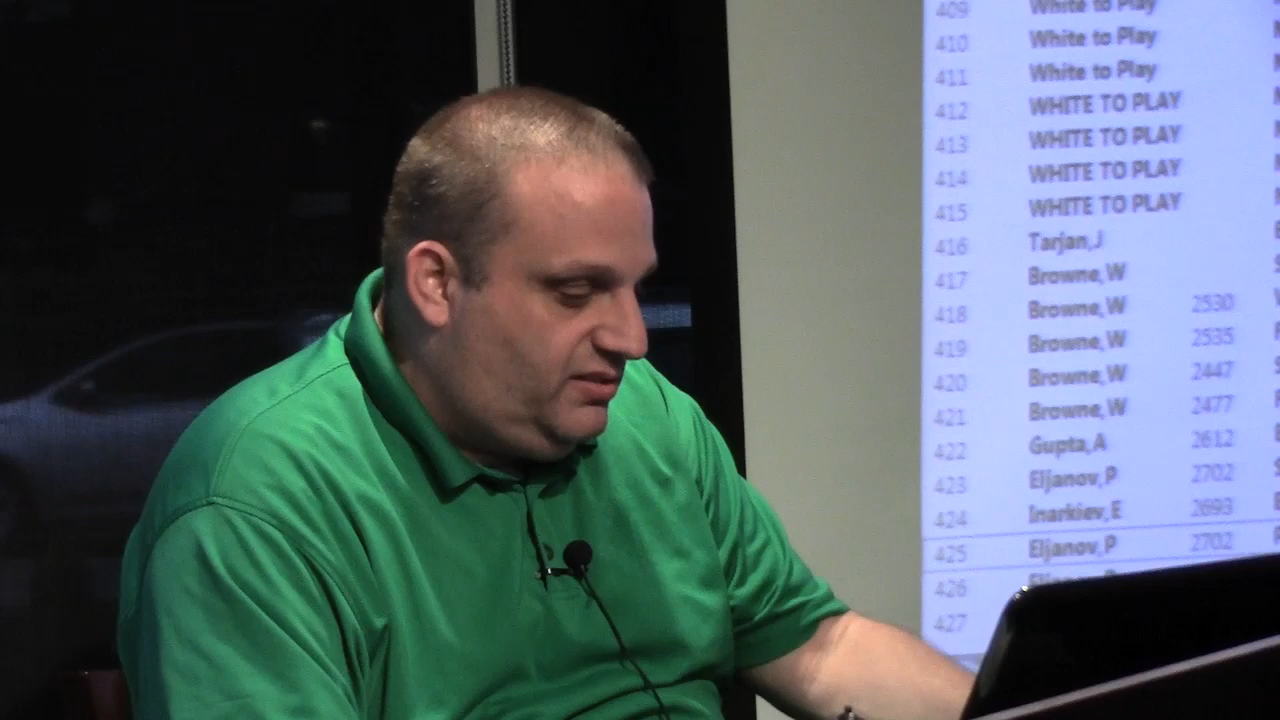 409 White to Play
410 White to Play
411 White to Play
412 WHITE TO PLAY
413 WHITE TO PLAY
414 WHITE TO PLAY
415 WHITE TO PLAY
416 Tarjan,J
417 Browne,W
418 Browne,W 2530
419 Browne,W 2535
420 Browne,W 2447
421 Browne,W 2477
422 Gupta,A 2612
423 Eljanov,P 2702
424 Inarkiev,E 2693
425 Eljanov,P 2702
426
427